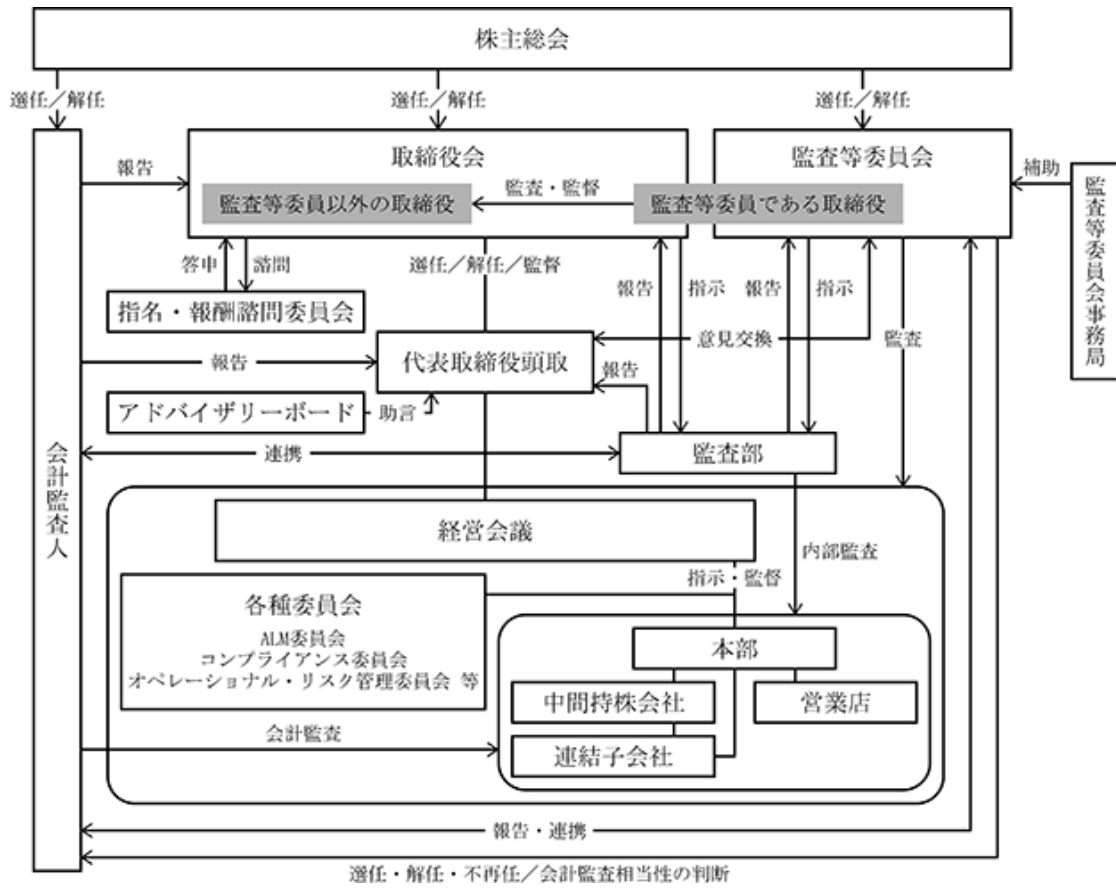 株主総会
選任／解任
選任／解任
選任／解任
取締役会
監査等委員会
報告
補助
監査等委員以外の取締役
監査・監督
監査等委員である取締役
監査等委員会事務局
答申
諮問
選任／解任／監督
報告
指示
報告
指示
指名・報酬諮問委員会
意見交換
監査
報告
代表取締役頭取
報告
アドバイザリーボード
助言
連携
監査部
会計監査人
経営会議
内部監査
指示・監督
各種委員会
ALM委員会
コンプライアンス委員会
オペレーショナル・リスク管理委員会 等
本部
中間持株会社
営業店
会計監査
連結子会社
報告・連携
選任・解任・不再任／会計監査相当性の判断